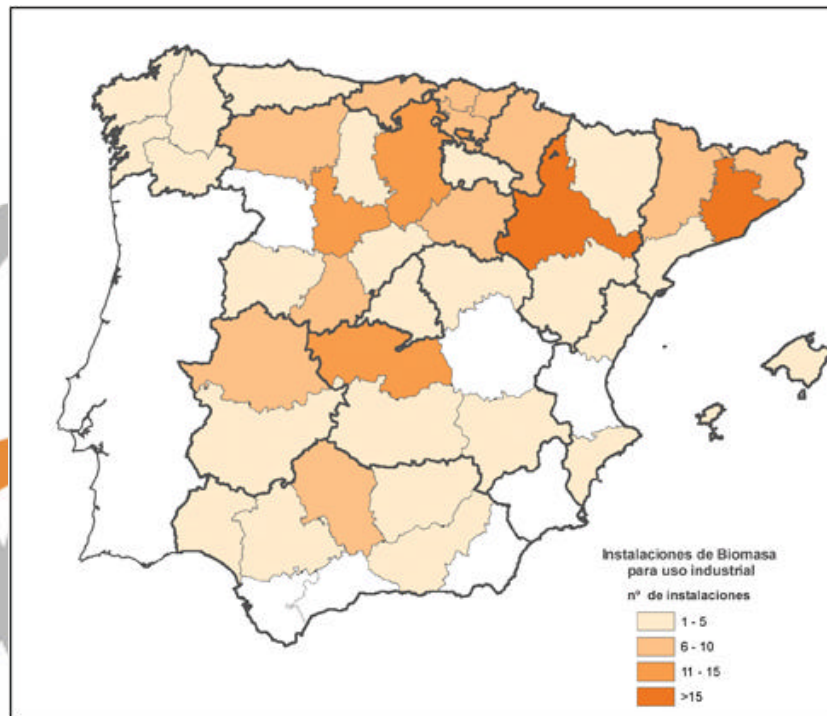 Instalaciones de Biomasa
para uso industrial
nº de instalaciones
1 - 5
6 - 10
11 - 15
>15